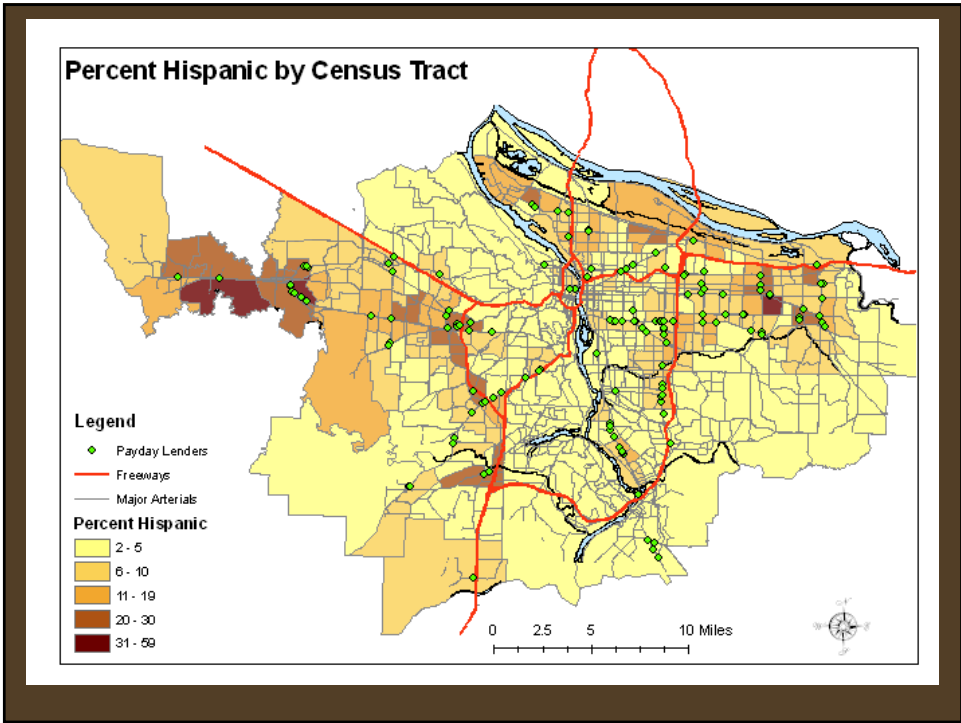 Percent Hispanic by Census Tract
Legend
Payday Lenders
Freeways
Major Arterials
Percent Hispanic
2 - 5
6 - 10
11 - 19
20 - 30
31 - 59
0 2.5 5 10 Miles